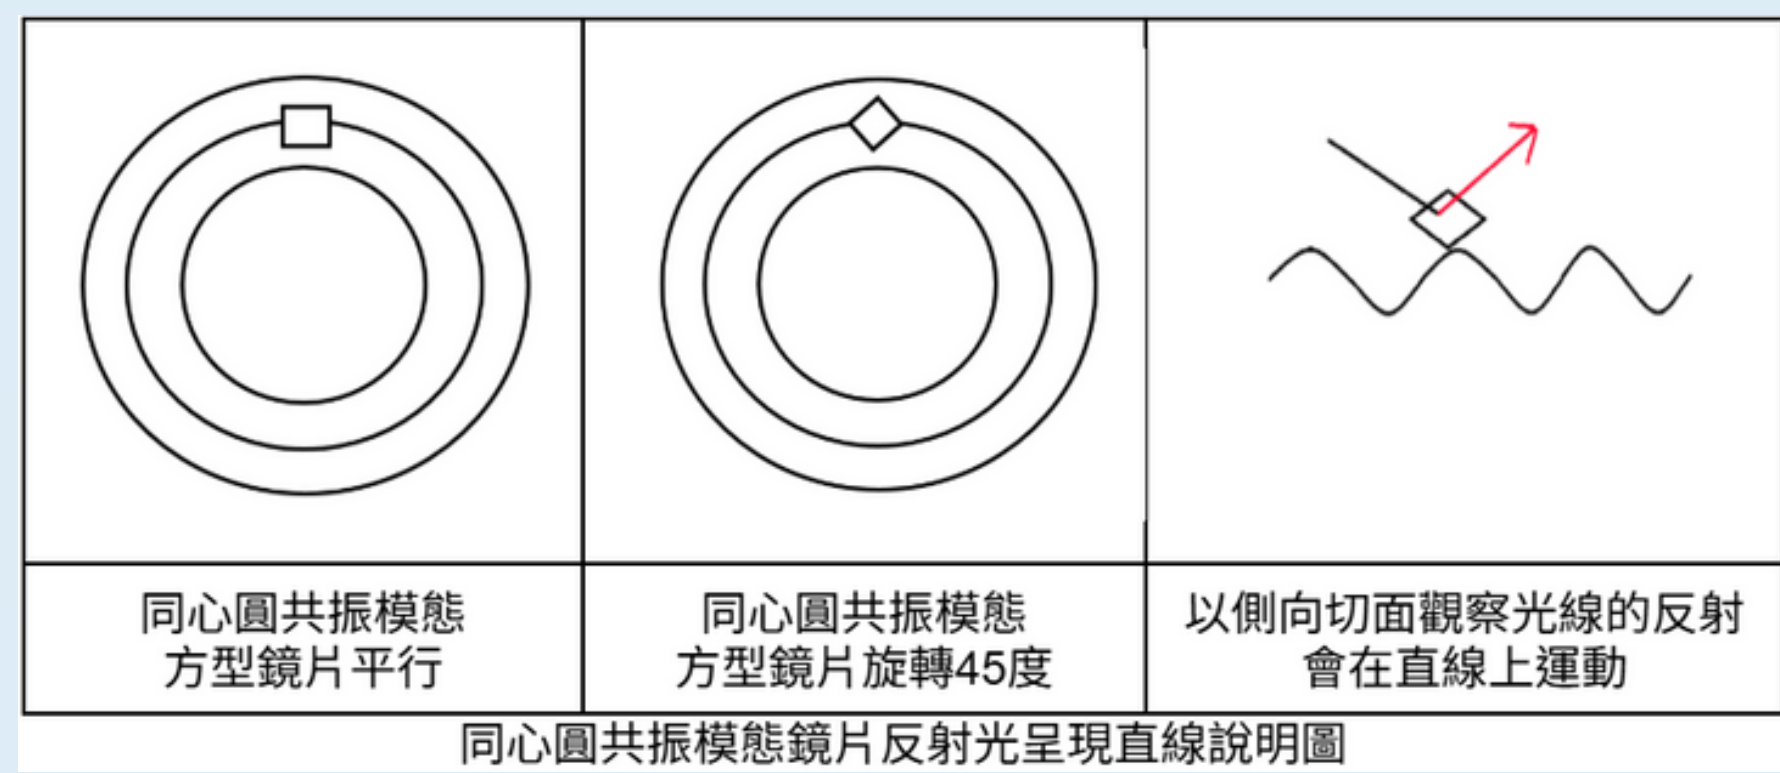 同心圓共振模態
方型鏡片平行
同心圓共振模態
方型鏡片旋轉45度
以側向切面觀察光線的反射
會在直線上運動
同心圓共振模態鏡片反射光呈現直線說明圖